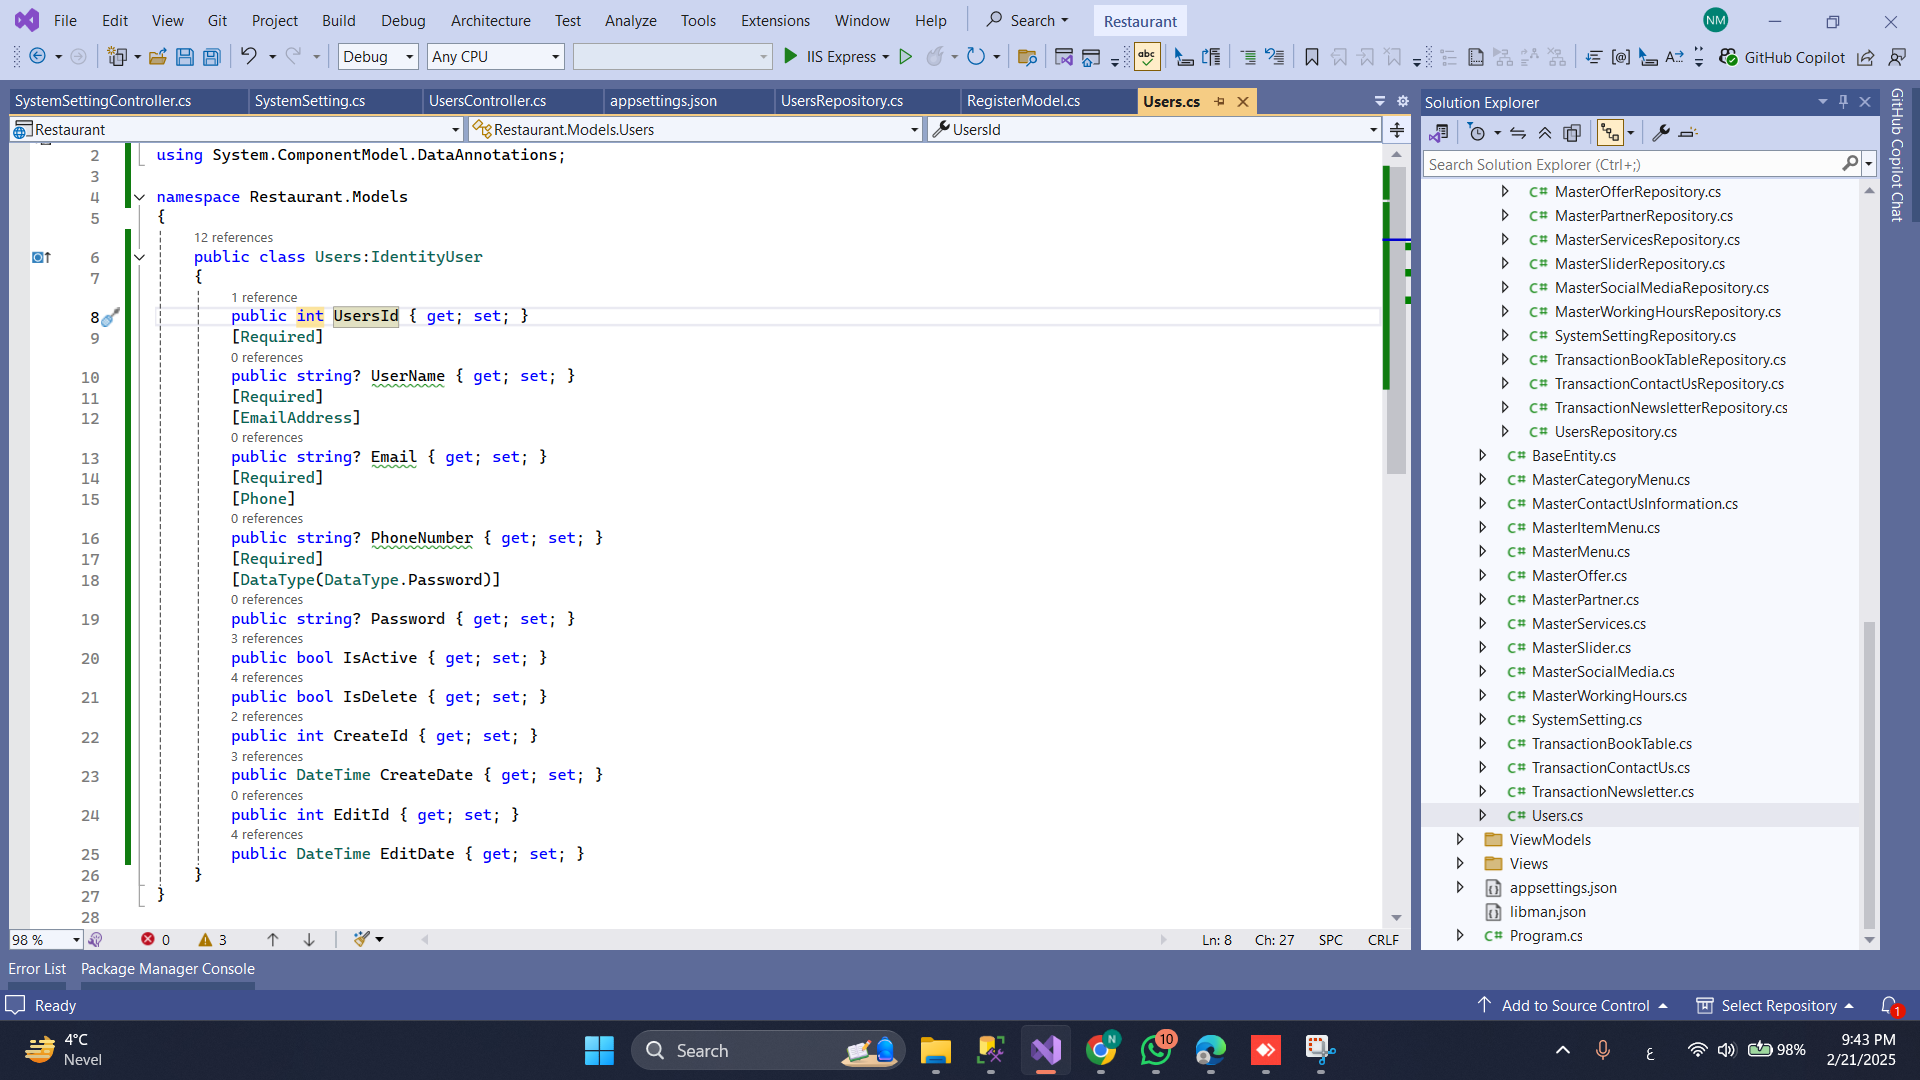 File Edit View Git Project Build Debug Architecture Test Analyze Tools Extensions Window Help Search Restaurant NM
Debug Any CPU IIS Express abc GitHub Copilot
SystemSettingController.cs SystemSetting.cs UsersController.cs appsettings.json UsersRepository.cs RegisterModel.cs Users.cs
Restaurant Restaurant.Models.Users UsersId
2 using System.ComponentModel.DataAnnotations;
3
4 namespace Restaurant.Models
5 {
12 references
6 public class Users:IdentityUser
7 {
1 reference
8 public int UsersId { get; set; }
9 [Required]
0 references
10 public string? UserName { get; set; }
11 [Required]
12 [EmailAddress]
0 references
13 public string? Email { get; set; }
14 [Required]
15 [Phone]
0 references
16 public string? PhoneNumber { get; set; }
17 [Required]
18 [DataType(DataType.Password)]
0 references
19 public string? Password { get; set; }
3 references
20 public bool IsActive { get; set; }
4 references
21 public bool IsDelete { get; set; }
2 references
22 public int CreateId { get; set; }
3 references
23 public DateTime CreateDate { get; set; }
0 references
24 public int EditId { get; set; }
4 references
25 public DateTime EditDate { get; set; }
26 }
27 }
28
98 % 0 3 Ln: 8 Ch: 27 SPC CRLF
Solution Explorer
Search Solution Explorer (Ctrl+;)
C# MasterOfferRepository.cs
C# MasterPartnerRepository.cs
C# MasterServicesRepository.cs
C# MasterSliderRepository.cs
C# MasterSocialMediaRepository.cs
C# MasterWorkingHoursRepository.cs
C# SystemSettingRepository.cs
C# TransactionBookTableRepository.cs
C# TransactionContactUsRepository.cs
C# TransactionNewsletterRepository.cs
C# UsersRepository.cs
C# BaseEntity.cs
C# MasterCategoryMenu.cs
C# MasterContactUsInformation.cs
C# MasterItemMenu.cs
C# MasterMenu.cs
C# MasterOffer.cs
C# MasterPartner.cs
C# MasterServices.cs
C# MasterSlider.cs
C# MasterSocialMedia.cs
C# MasterWorkingHours.cs
C# SystemSetting.cs
C# TransactionBookTable.cs
C# TransactionContactUs.cs
C# TransactionNewsletter.cs
C# Users.cs
ViewModels
Views
appsettings.json
libman.json
C# Program.cs
GitHub Copilot Chat
Error List Package Manager Console
Ready Add to Source Control Select Repository 1
4°C
Nevel
Search
N
10
ع
98%
9:43 PM
2/21/2025